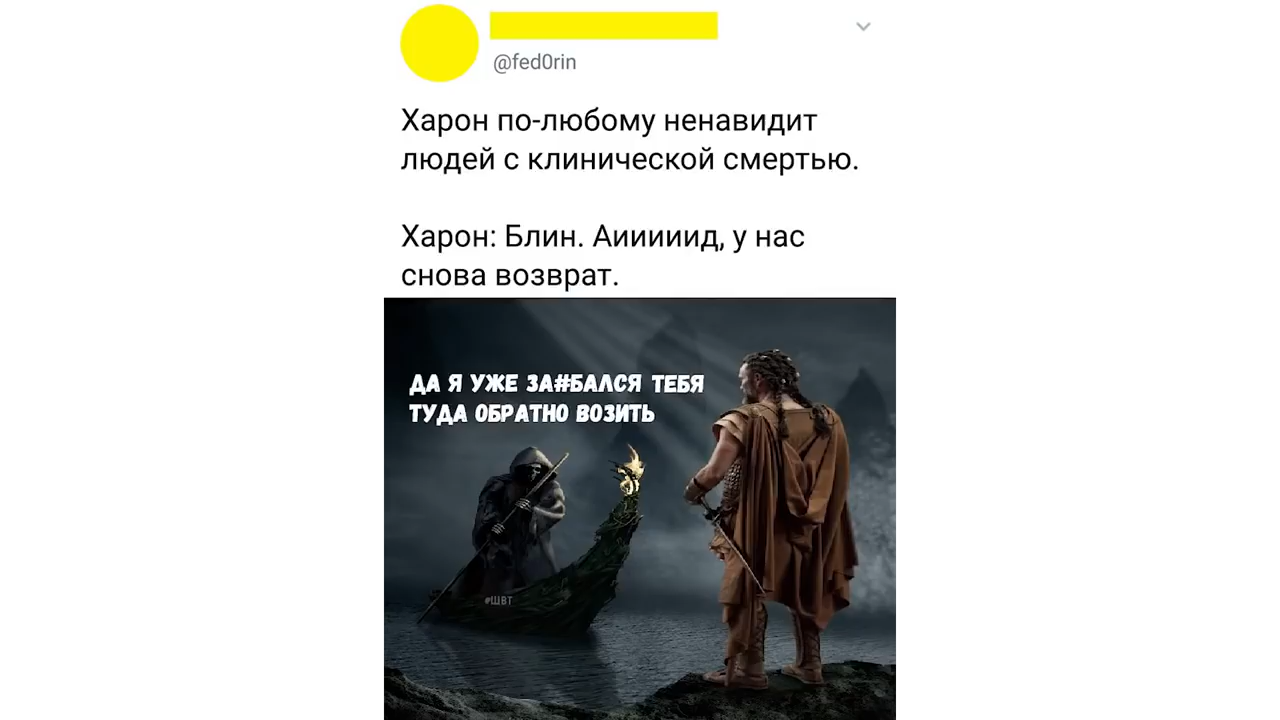 @fed0rin
Харон по-любому ненавидит
людей с клинической смертью.
Харон: Блин. Аииииид, у нас
снова возврат.
ДА Я УЖЕ ЗА#БАЛСЯ ТЕБЯ
ТУДА ОБРАТНО ВОЗИТЬ
#ШВТ